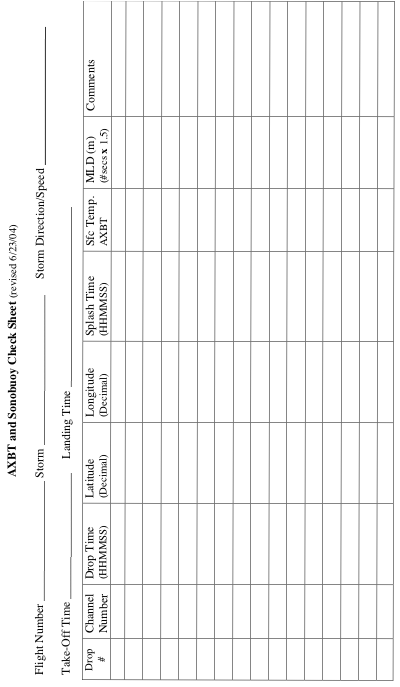 AXBT and Sonobuoy Check Sheet (revised 6/23/04)
Flight Number Storm Storm Direction/Speed
Take-Off Time Landing Time
Drop Channel Drop Time Latitude Longitude Splash Time Sfc Temp. MLD (m) Comments
# Number (HHMMSS) (Decimal) (Decimal) (HHMMSS) AXBT (#secs x 1.5)